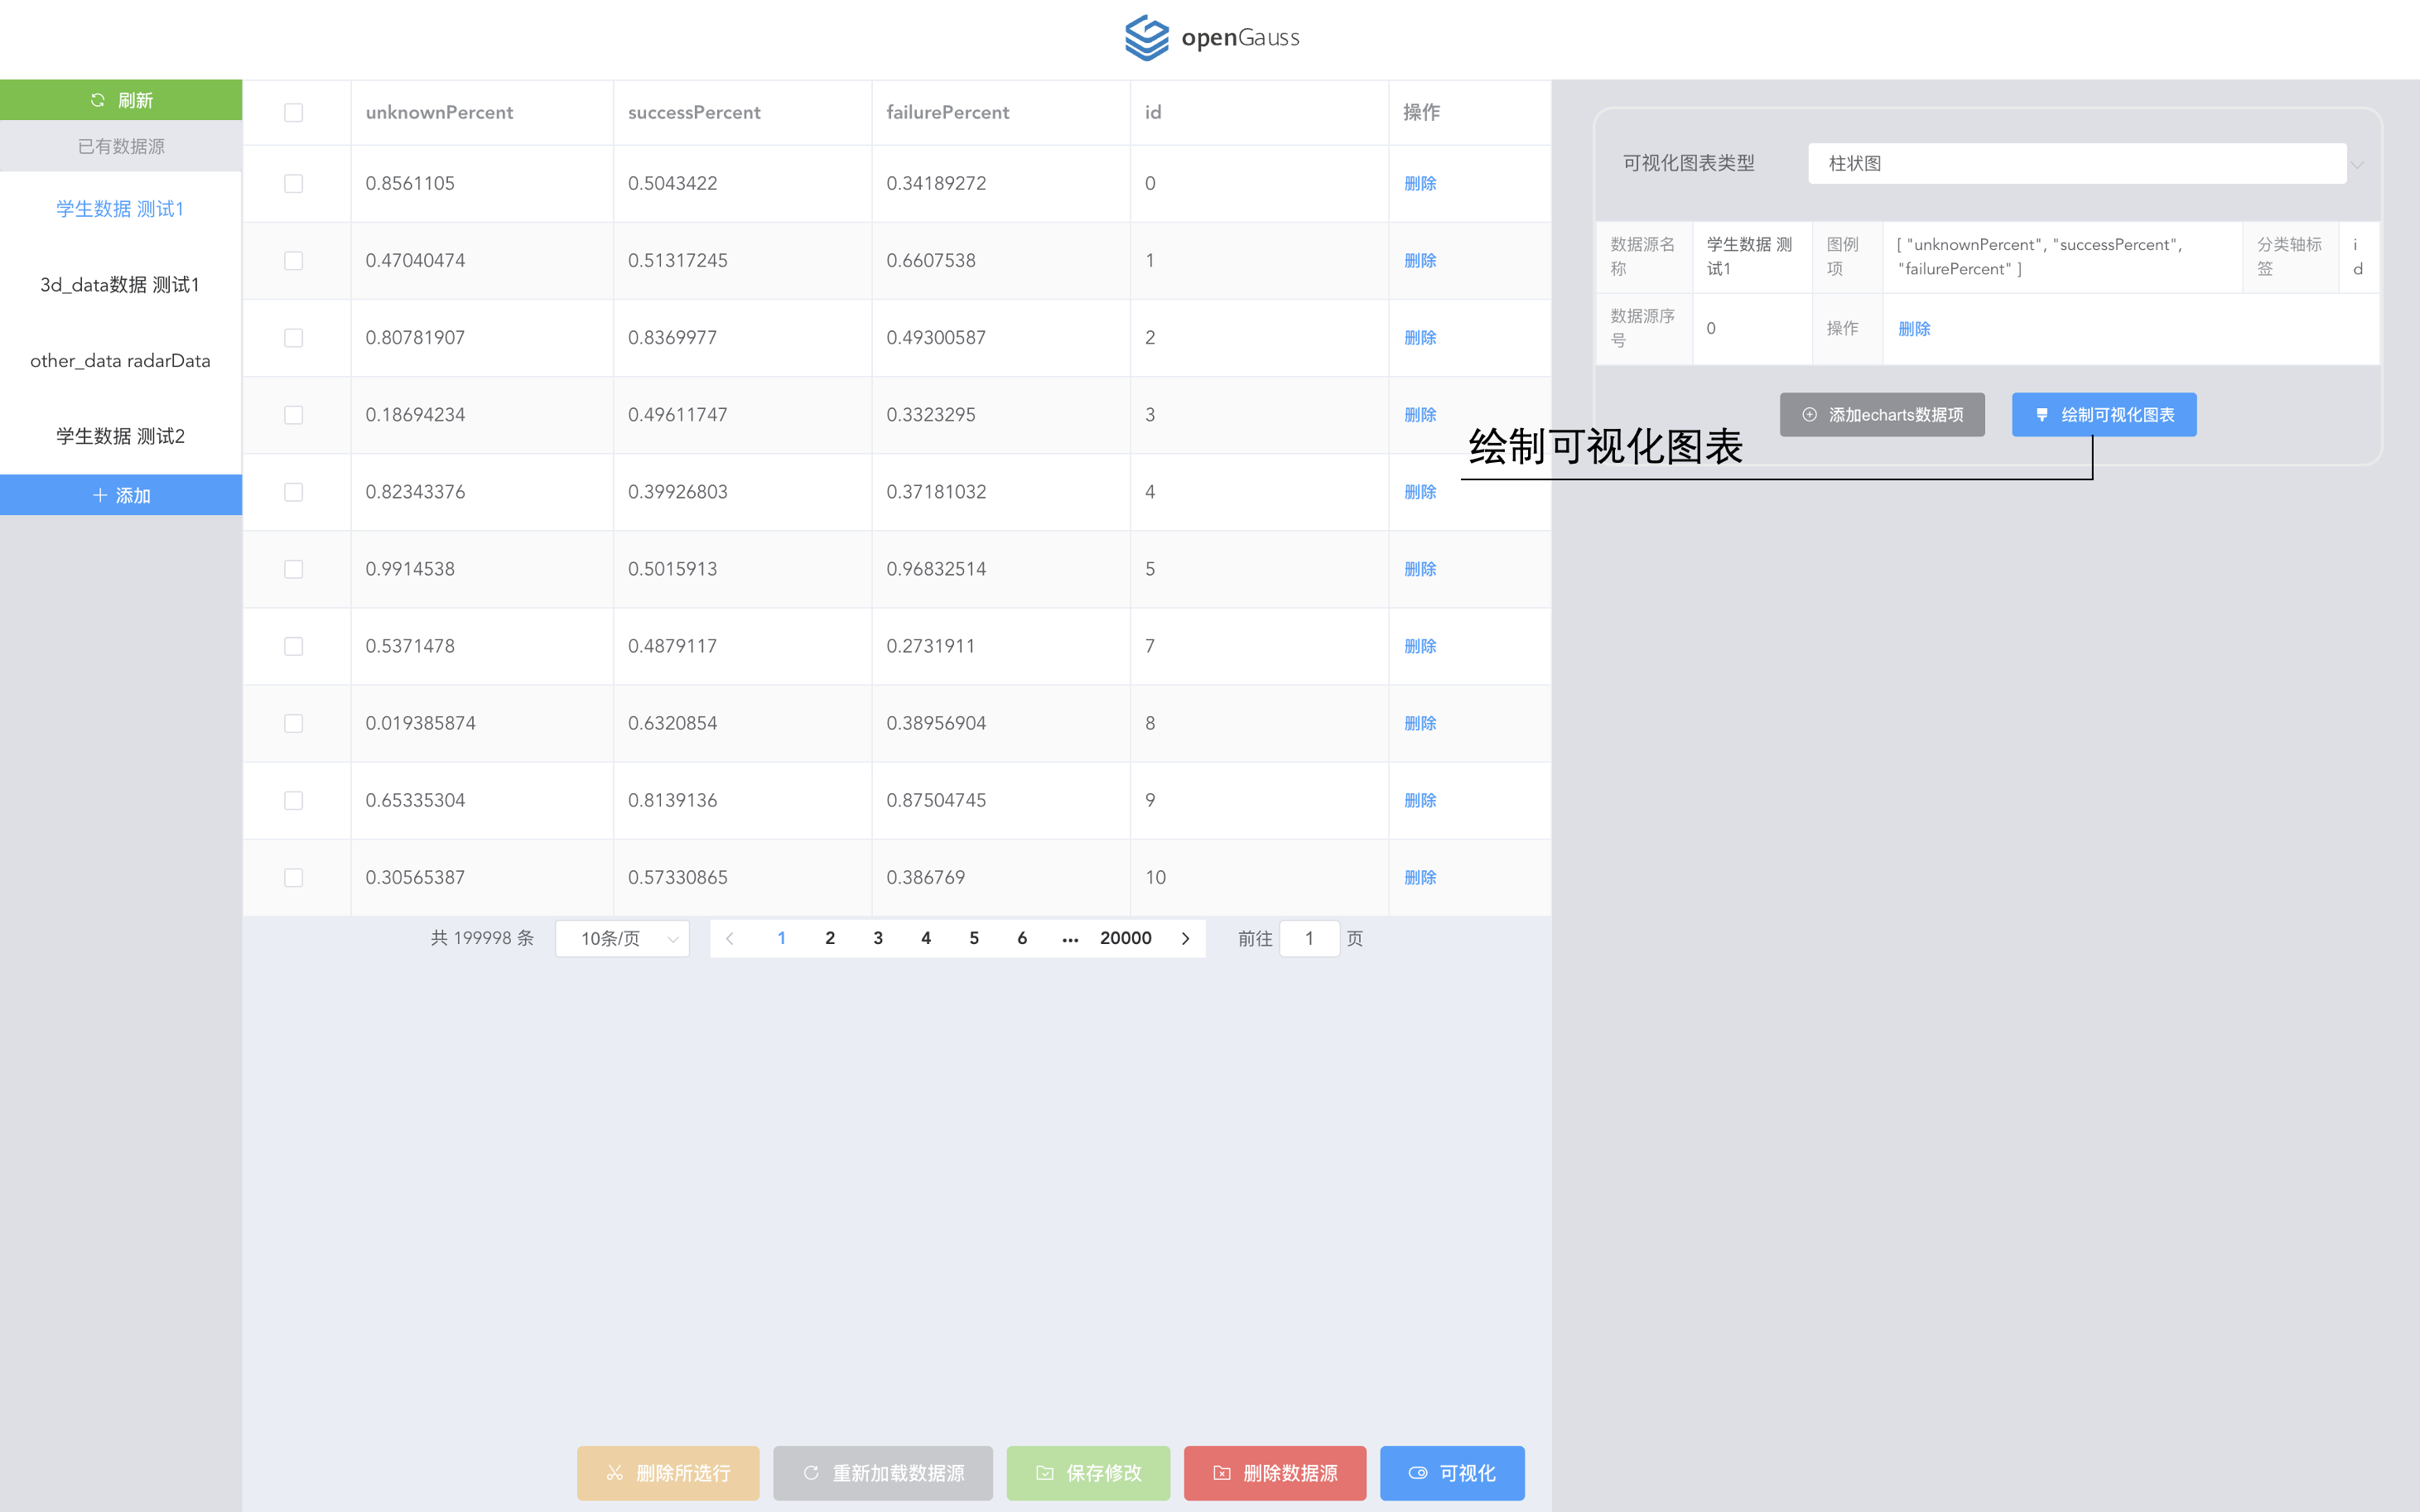 openGauss
刷新
已有数据源
学生数据 测试1
3d_data数据 测试1
other_data radarData
学生数据 测试2
添加
unknownPercent successPercent failurePercent id 操作
0.8561105 0.5043422 0.34189272 0 删除
0.47040474 0.51317245 0.6607538 1 删除
0.80781907 0.8369977 0.49300587 2 删除
0.18694234 0.49611747 0.3323295 3 删除
0.82343376 0.39926803 0.37181032 4 删除
0.9914538 0.5015913 0.96832514 5 删除
0.5371478 0.4879117 0.2731911 7 删除
0.019385874 0.6320854 0.38956904 8 删除
0.65335304 0.8139136 0.87504745 9 删除
0.30565387 0.57330865 0.386769 10 删除
共 199998 条 10条/页 1 2 3 4 5 6 ... 20000 前往 1 页
删除所选行 重新加载数据源 保存修改 删除数据源 可视化
可视化图表类型 柱状图
数据源名 学生数据 测 图例 [ "unknownPercent", "successPercent", 分类轴标 i
称 试1 项 "failurePercent" ] 签 d
数据源序
号 0 操作 删除
添加echarts数据项 绘制可视化图表
绘制可视化图表